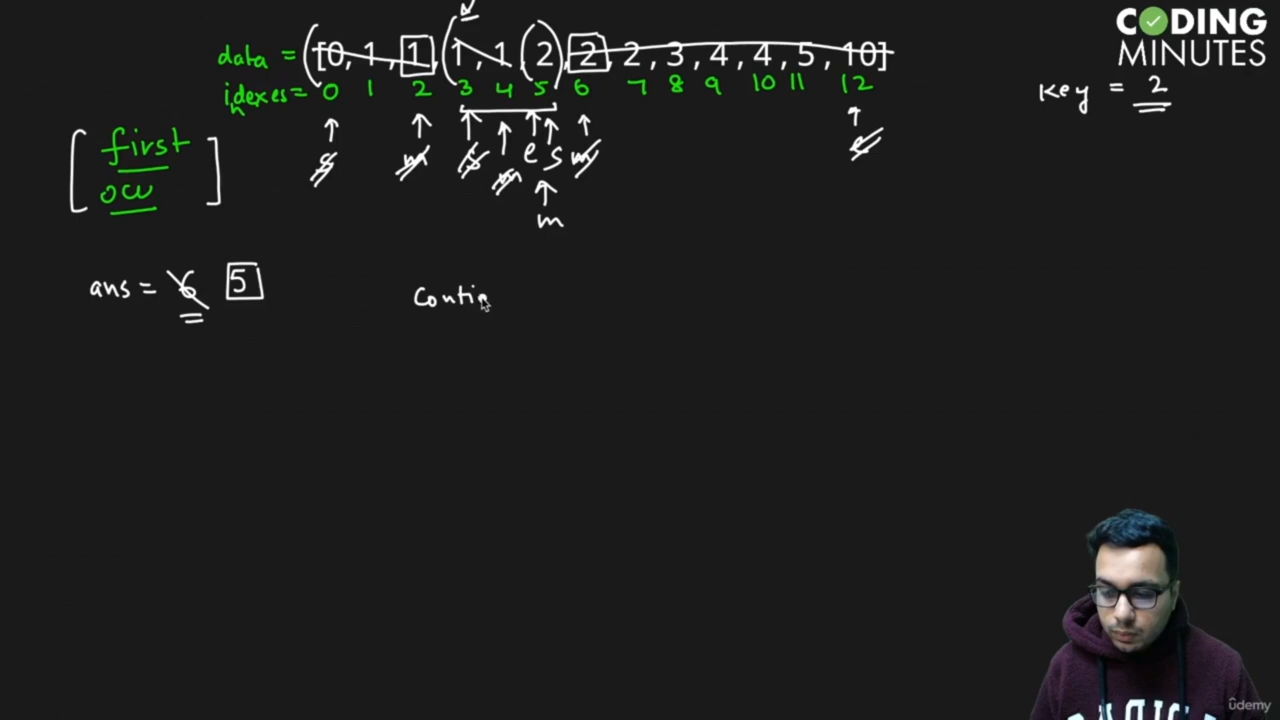 CODING
MINUTES
data = [0, 1, 1, 1, 1, 2, 2, 2, 3, 4, 4, 5, 10]
idexes = 0 1 2 3 4 5 6 7 8 9 10 11 12
n
Key = 2
s m s m e s m e
m
first
occ
ans = 6 5
Contig
udemy